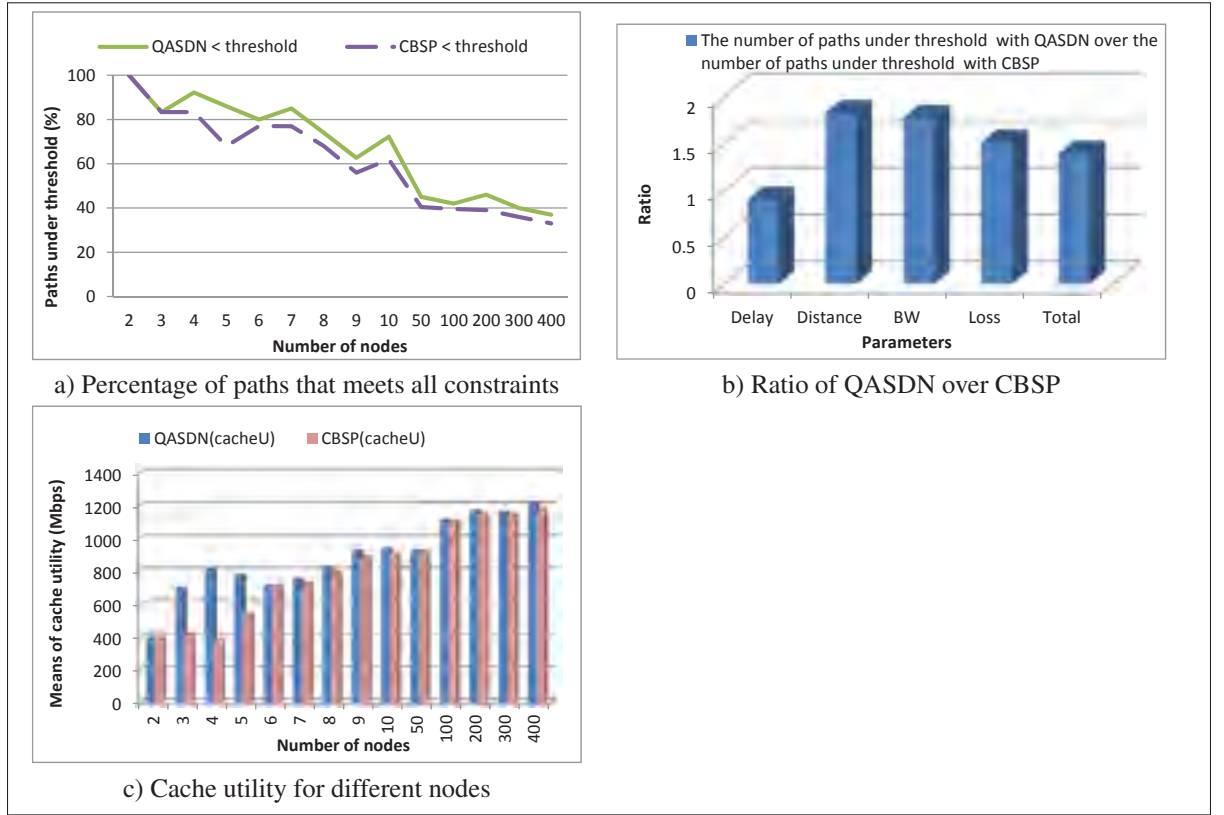 QASDN < threshold CBSP < threshold
100
80
60
40
20
0
Paths under threshold (%)
2 3 4 5 6 7 8 9 10 50 100 200 300 400
Number of nodes
a) Percentage of paths that meets all constraints
The number of paths under threshold with QASDN over the
number of paths under threshold with CBSP
2
1.5
1
0.5
0
Ratio
Delay Distance BW Loss Total
Parameters
b) Ratio of QASDN over CBSP
QASDN(cacheU) CBSP(cacheU)
1400
1200
1000
800
600
400
200
0
Means of cache utility (Mbps)
2 3 4 5 6 7 8 9 10 50 100 200 300 400
Number of nodes
c) Cache utility for different nodes